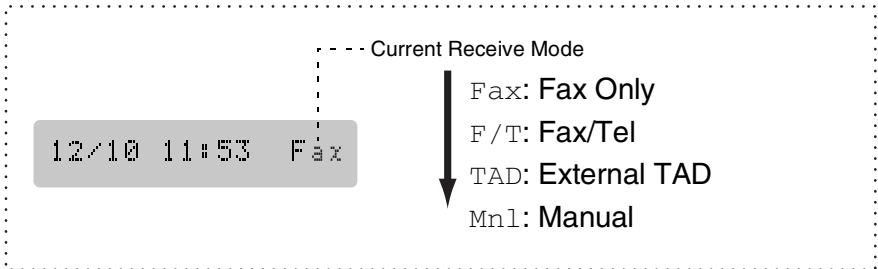 Current Receive Mode
12/10 11:53 Fax
Fax: Fax Only
F/T: Fax/Tel
TAD: External TAD
Mnl: Manual